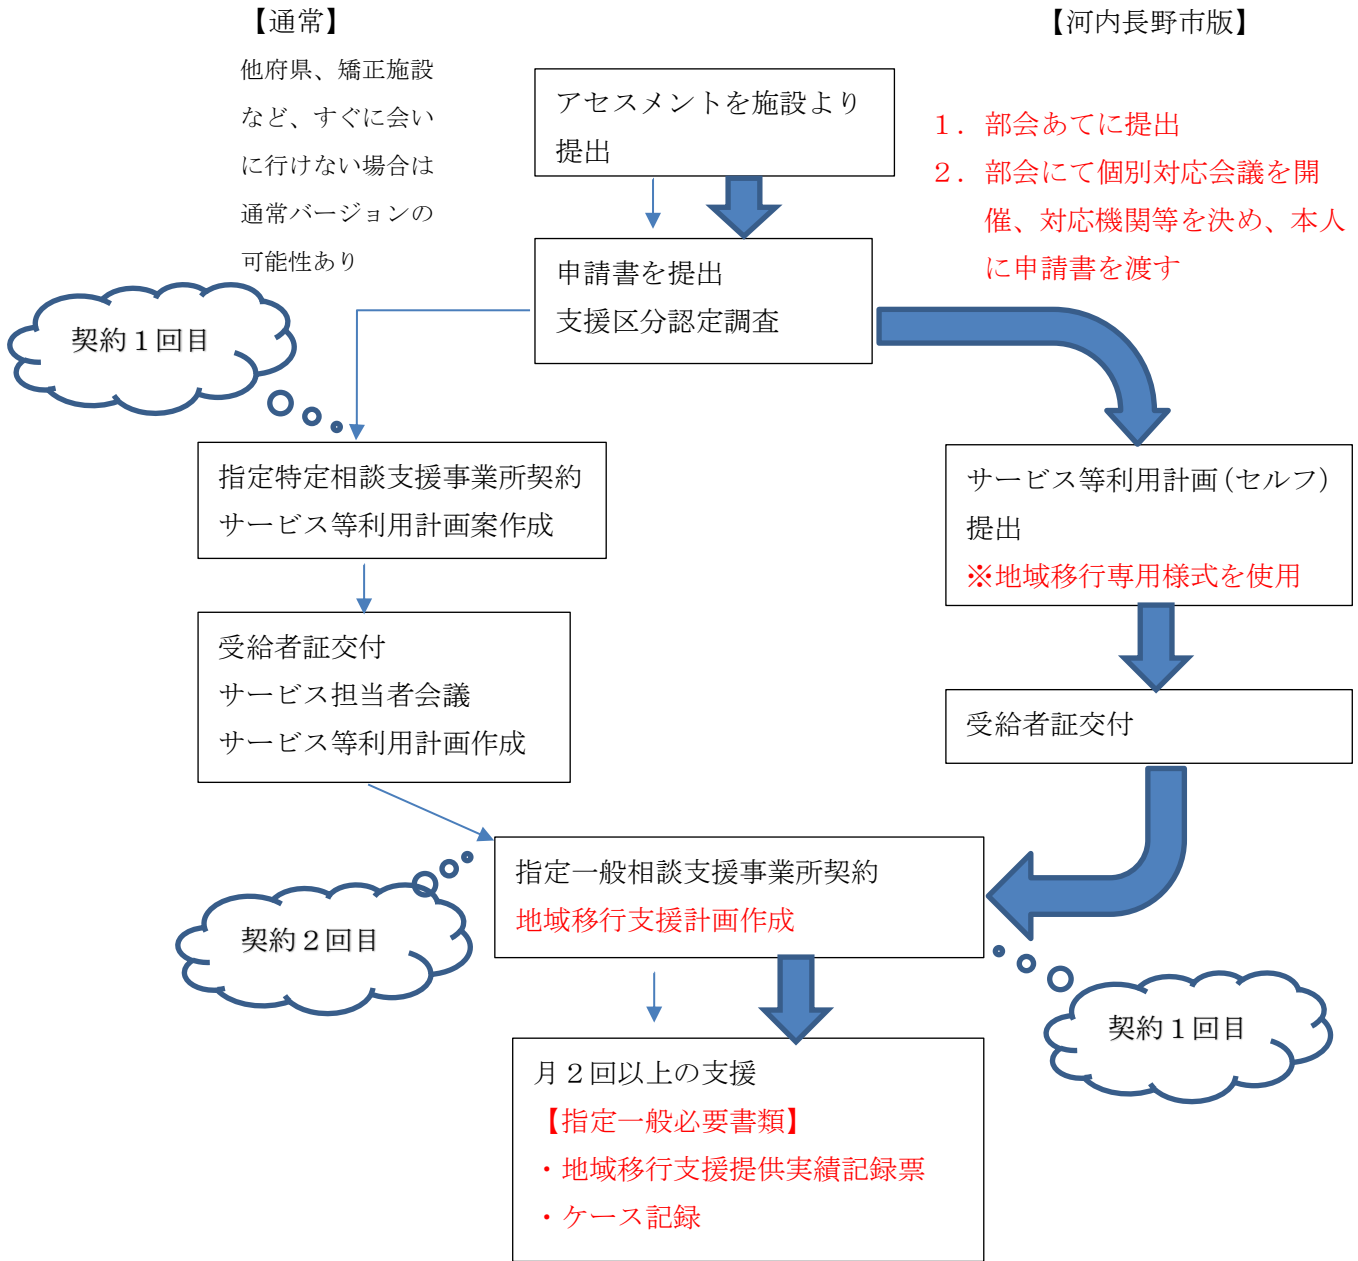 【通常】
他府県、矯正施設
など、すぐに会い
に行けない場合は
通常バージョンの
可能性あり
【河内長野市版】
アセスメントを施設より
提出
１．部会あてに提出
２．部会にて個別対応会議を開
催、対応機関等を決め、本人
に申請書を渡す
申請書を提出
支援区分認定調査
契約１回目
指定特定相談支援事業所契約
サービス等利用計画案作成
サービス等利用計画（セルフ）
提出
※地域移行専用様式を使用
受給者証交付
サービス担当者会議
サービス等利用計画作成
受給者証交付
指定一般相談支援事業所契約
地域移行支援計画作成
契約２回目
契約１回目
月２回以上の支援
【指定一般必要書類】
・地域移行支援提供実績記録票
・ケース記録